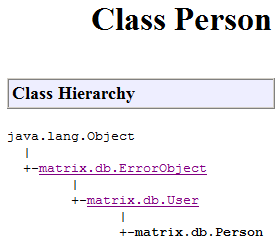 Class Person
Class Hierarchy
java.lang.Object
|
+-matrix.db.ErrorObject
|
+-matrix.db.User
|
+-matrix.db.Person